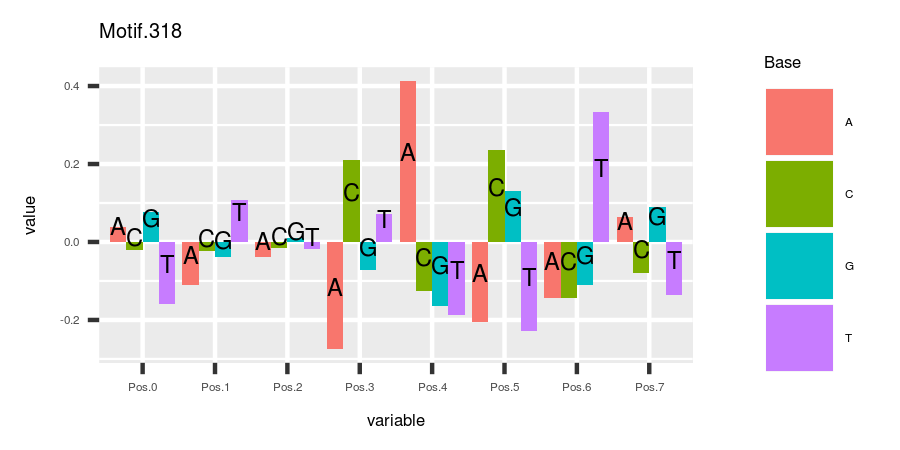 Motif.318
value
0.4
0.2
0.0
-0.2
A C G T A C G T A C G T A C G T A C G T A C G T A C G T A C G T
Pos.0 Pos.1 Pos.2 Pos.3 Pos.4 Pos.5 Pos.6 Pos.7
variable
Base
A
C
G
T